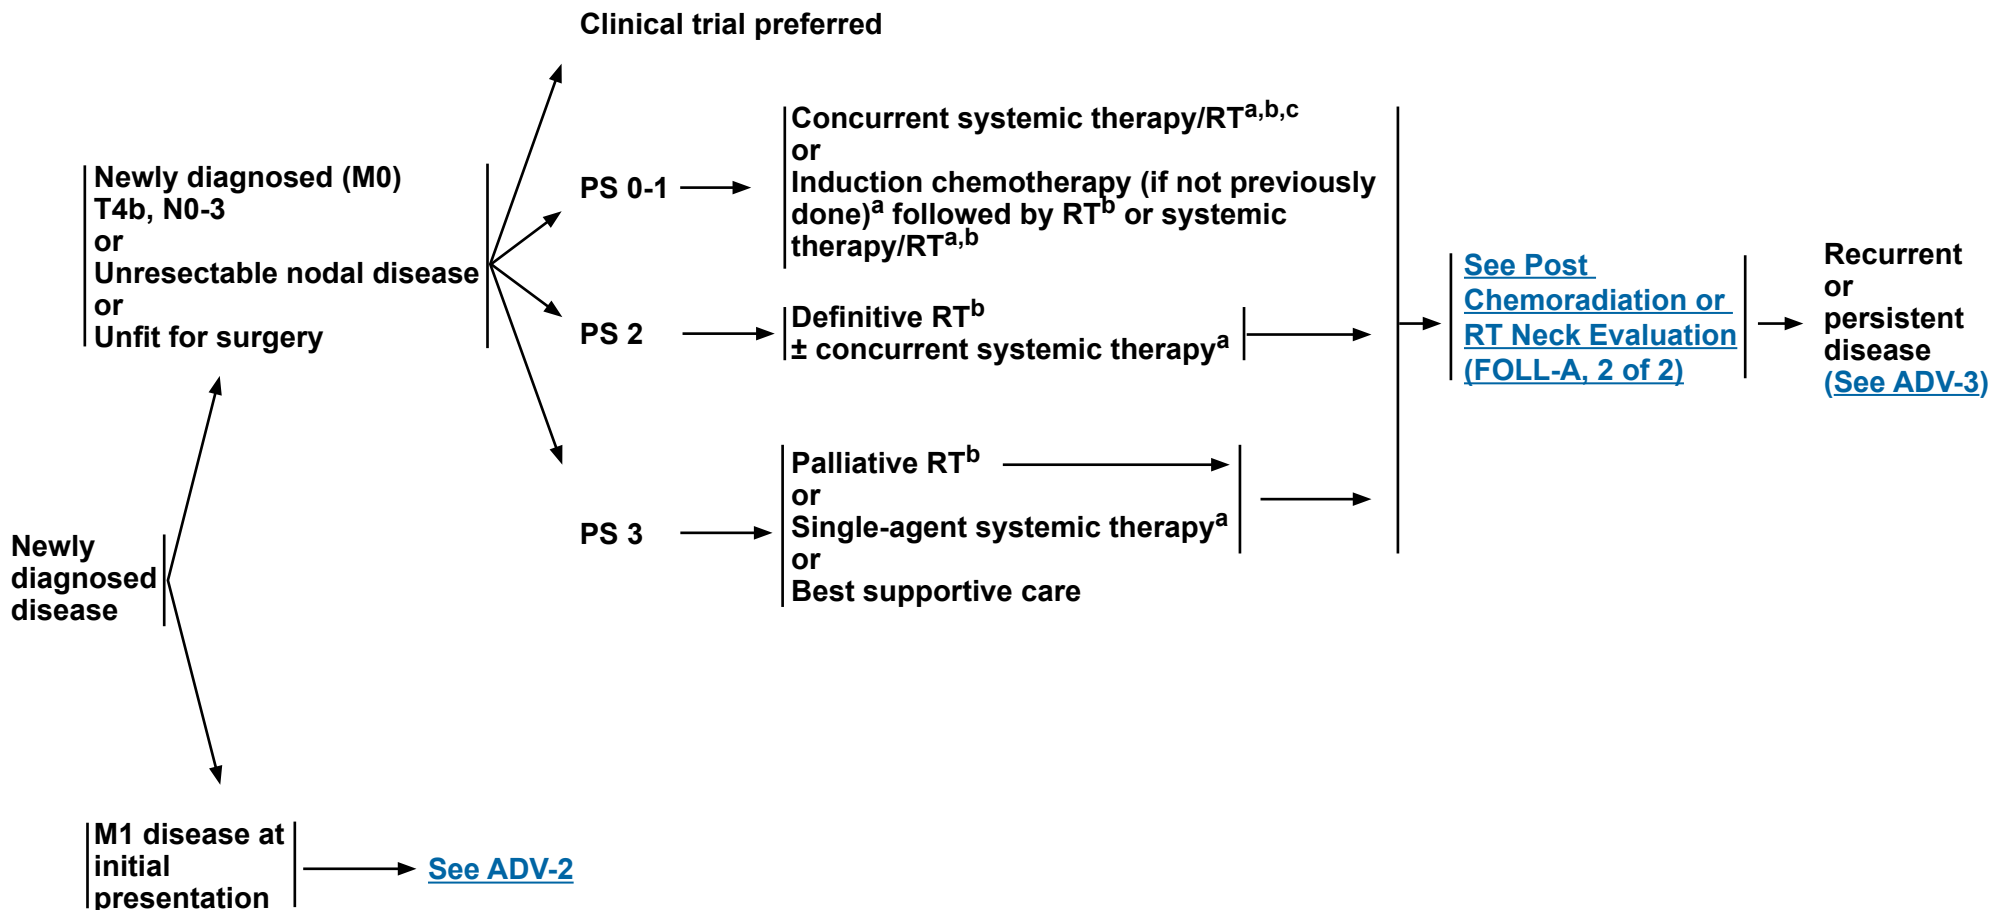 Clinical trial preferred
Newly diagnosed (M0)
T4b, N0-3
or
Unresectable nodal disease
or
Unfit for surgery
PS 0-1
Concurrent systemic therapy/RTa,b,c
or
Induction chemotherapy (if not previously
done)a followed by RTb or systemic
therapy/RTa,b
PS 2
Definitive RTb
± concurrent systemic therapya
PS 3
Palliative RTb
or
Single-agent systemic therapya
or
Best supportive care
See Post
Chemoradiation or
RT Neck Evaluation
(FOLL-A, 2 of 2)
Recurrent
or
persistent
disease
(See ADV-3)
Newly
diagnosed
disease
M1 disease at
initial
presentation
See ADV-2